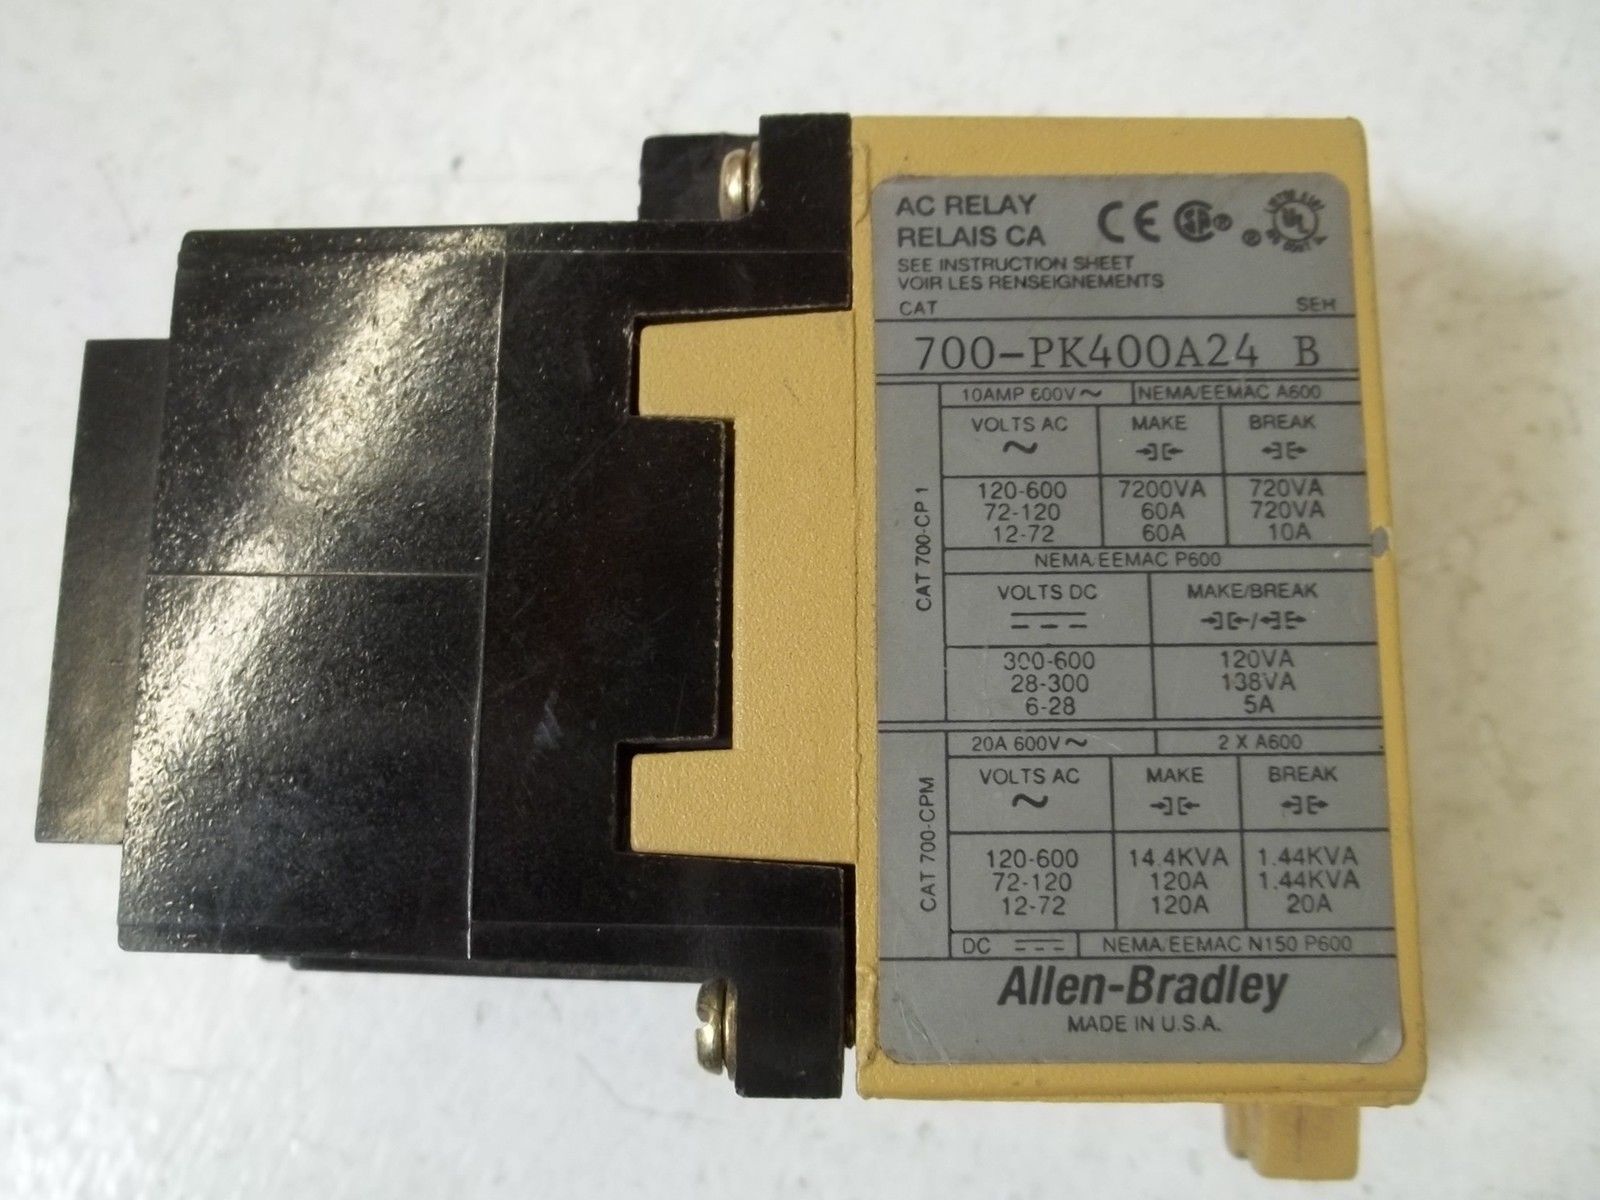 AC RELAY
RELAIS CA
CE SA® ®UL
SEE INSTRUCTION SHEET
VOIR LES RENSEIGNEMENTS
CAT SER
700-PK400A24 B
CAT 700-CP1
10AMP 600V ~ NEMA/EEMAC A600
VOLTS AC MAKE BREAK
~
120-600 7200VA 720VA
72-120 60A 720VA
12-72 60A 10A
NEMA/EEMAC P600
VOLTS DC MAKE/BREAK
300-600 120VA
28-300 138VA
6-28 5A
CAT 700-CPM
20A 600V ~ 2 X A600
VOLTS AC MAKE BREAK
~
120-600 14.4KVA 1.44KVA
72-120 120A 1.44KVA
12-72 120A 20A
DC NEMA/EEMAC N150 P600
Allen-Bradley
MADE IN U.S.A.